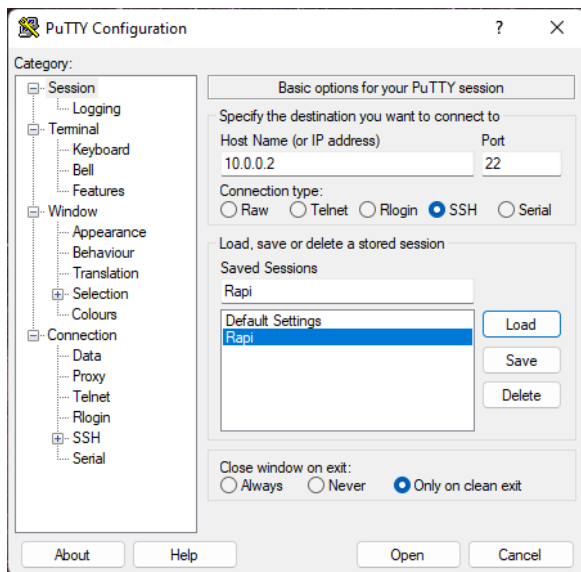 PuTTY Configuration
?
Category:
Session
Logging
Terminal
Keyboard
Bell
Features
Window
Appearance
Behaviour
Translation
Selection
Colours
Connection
Data
Proxy
Telnet
Rlogin
SSH
Serial
Basic options for your PuTTY session
Specify the destination you want to connect to
Host Name (or IP address) Port
10.0.0.2 22
Connection type:
Raw Telnet Rlogin SSH Serial
Load, save or delete a stored session
Saved Sessions
Rapi
Default Settings
Rapi
Load
Save
Delete
Close window on exit:
Always Never Only on clean exit
About Help Open Cancel